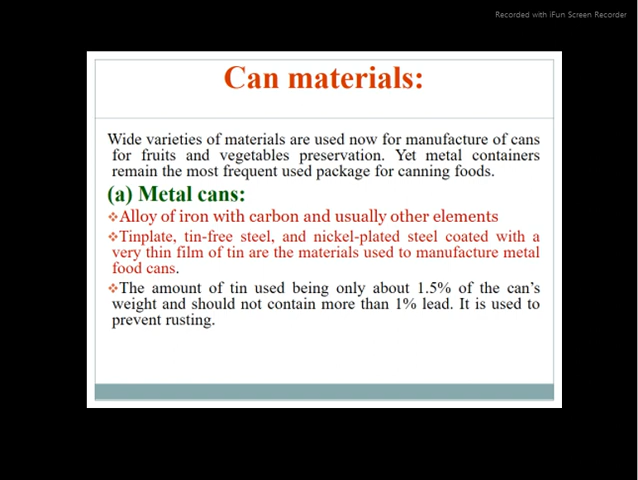 Recorded with iFun Screen Recorder
Can materials:
Wide varieties of materials are used now for manufacture of cans
for fruits and vegetables preservation. Yet metal containers
remain the most frequent used package for canning foods.
(a) Metal cans:
❖Alloy of iron with carbon and usually other elements
❖Tinplate, tin-free steel, and nickel-plated steel coated with a
very thin film of tin are the materials used to manufacture metal
food cans.
❖The amount of tin used being only about 1.5% of the can's
weight and should not contain more than 1% lead. It is used to
prevent rusting.